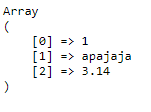 Array
(
    [0] => 1
    [1] => apajaja
    [2] => 3.14
)